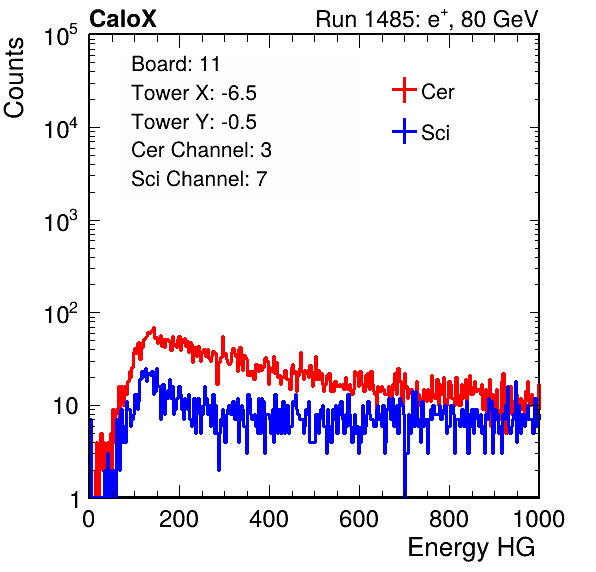 CaloX Run 1485: e⁺, 80 GeV
Counts
10⁵
10⁴
10³
10²
10
1
Board: 11
Tower X: -6.5
Tower Y: -0.5
Cer Channel: 3
Sci Channel: 7
Cer
Sci
0 200 400 600 800 1000
Energy HG